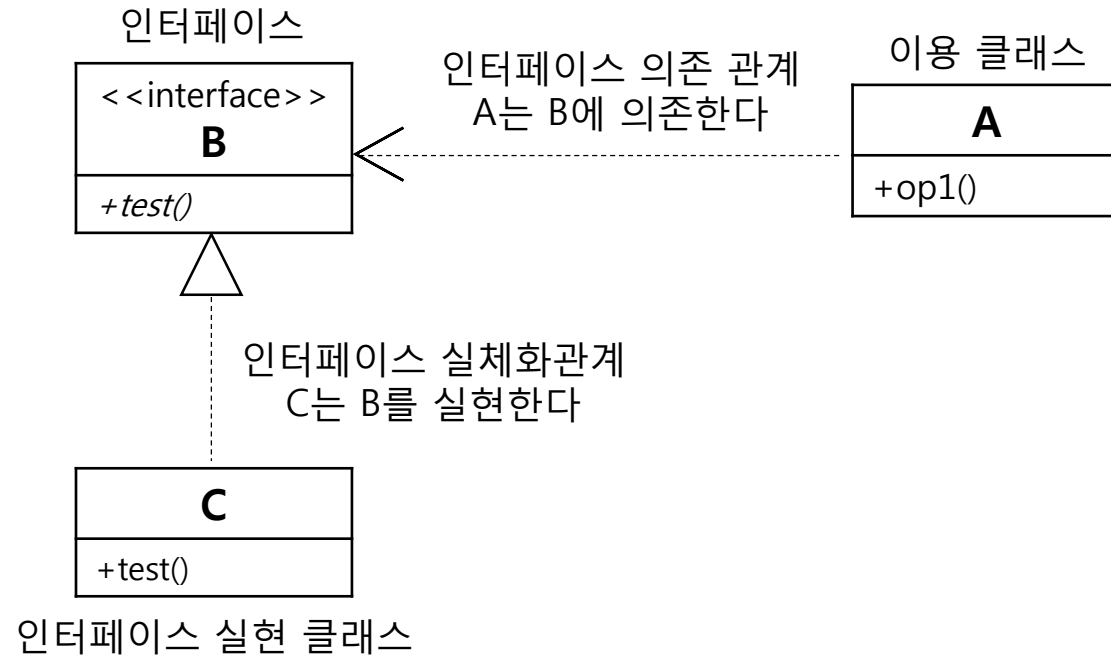 인터페이스
<<interface>>
B
+test()
인터페이스 의존 관계
A는 B에 의존한다
이용 클래스
A
+op1()
인터페이스 실체화관계
C는 B를 실현한다
C
+test()
인터페이스 실현 클래스